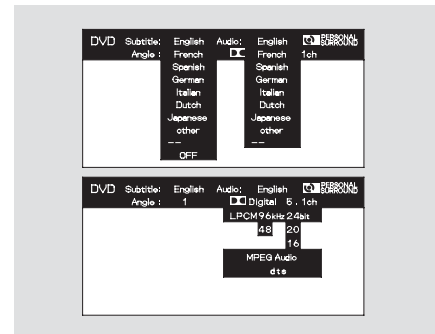 DVD Subtitle: English Audio: English PERSONAL SURROUND
Angle : French French 1ch
Spanish Spanish
German German
Italian Italian
Dutch Dutch
Japanese Japanese
other other
-- --
OFF
DVD Subtitle: English Audio: English PERSONAL SURROUND
Angle : 1 Digital 5.1ch
LPCM96kHz 24bit
48 20
16
MPEG Audio
dts